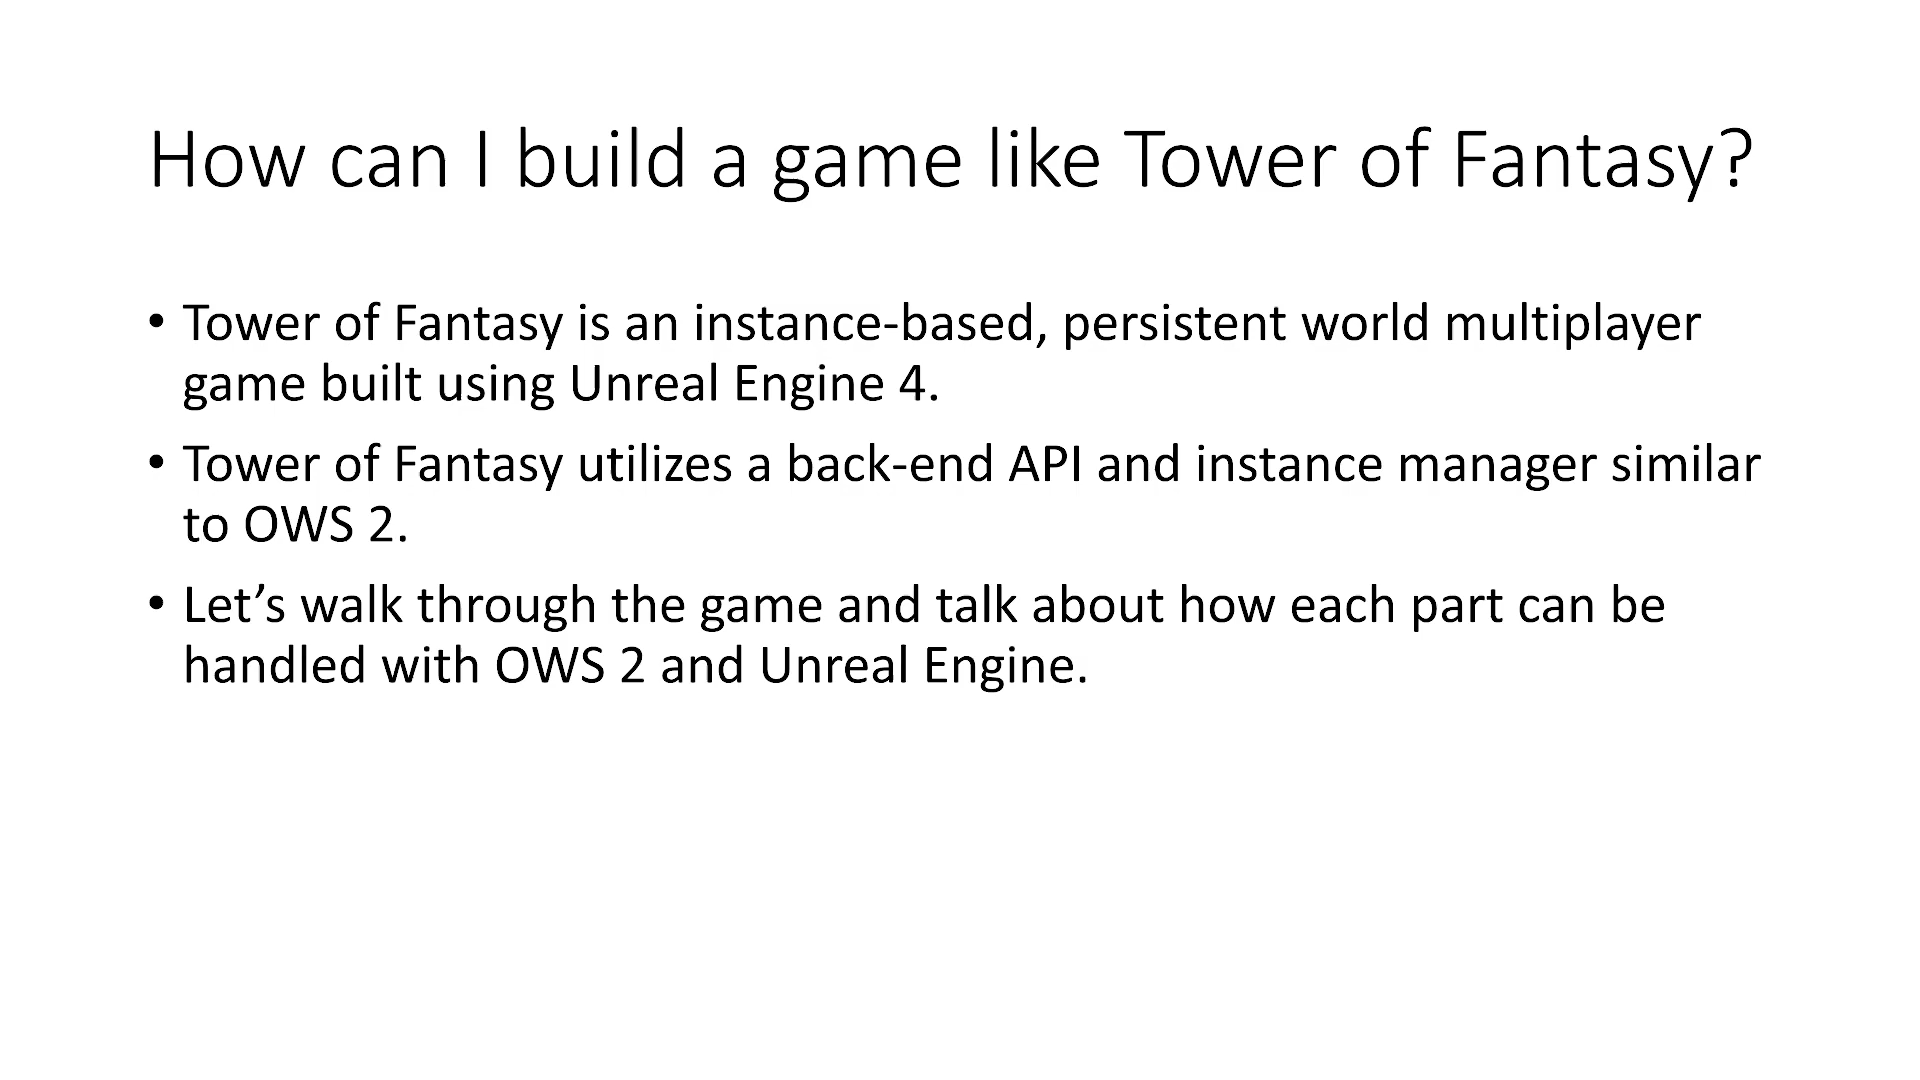 How can I build a game like Tower of Fantasy?
• Tower of Fantasy is an instance-based, persistent world multiplayer
game built using Unreal Engine 4.
• Tower of Fantasy utilizes a back-end API and instance manager similar
to OWS 2.
• Let’s walk through the game and talk about how each part can be
handled with OWS 2 and Unreal Engine.